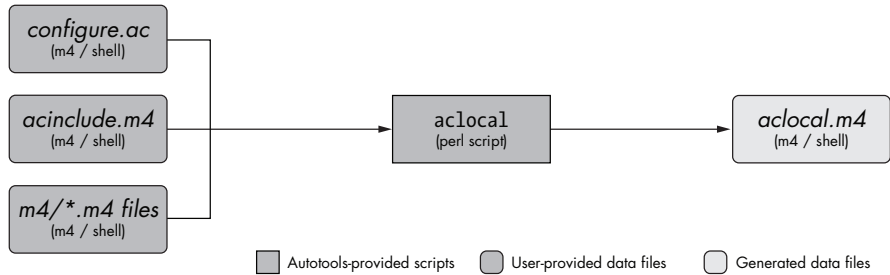 configure.ac
(m4 / shell)
acinclude.m4
(m4 / shell)
m4/*.m4 files
(m4 / shell)
aclocal
(perl script)
aclocal.m4
(m4 / shell)
Autotools-provided scripts
User-provided data files
Generated data files